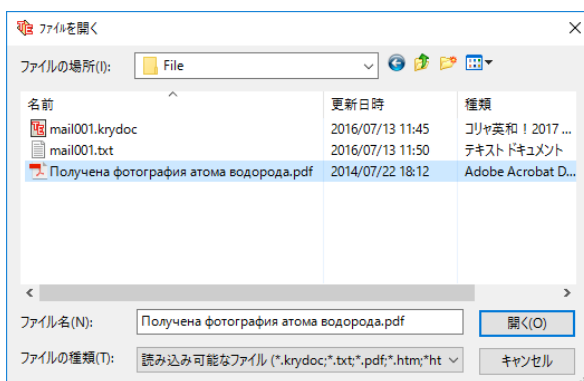 ファイルを開く
ファイルの場所(I): File
名前 更新日時 種類
mail001.krydoc 2016/07/13 11:45 コリャ英和！2017 ...
mail001.txt 2016/07/13 11:50 テキスト ドキュメント
Получена фотография атома водорода.pdf 2014/07/22 18:12 Adobe Acrobat D...
ファイル名(N): Получена фотография атома водорода.pdf 開く(O)
ファイルの種類(T): 読み込み可能なファイル (*.krydoc;*.txt;*.pdf;*.htm;*ht キャンセル